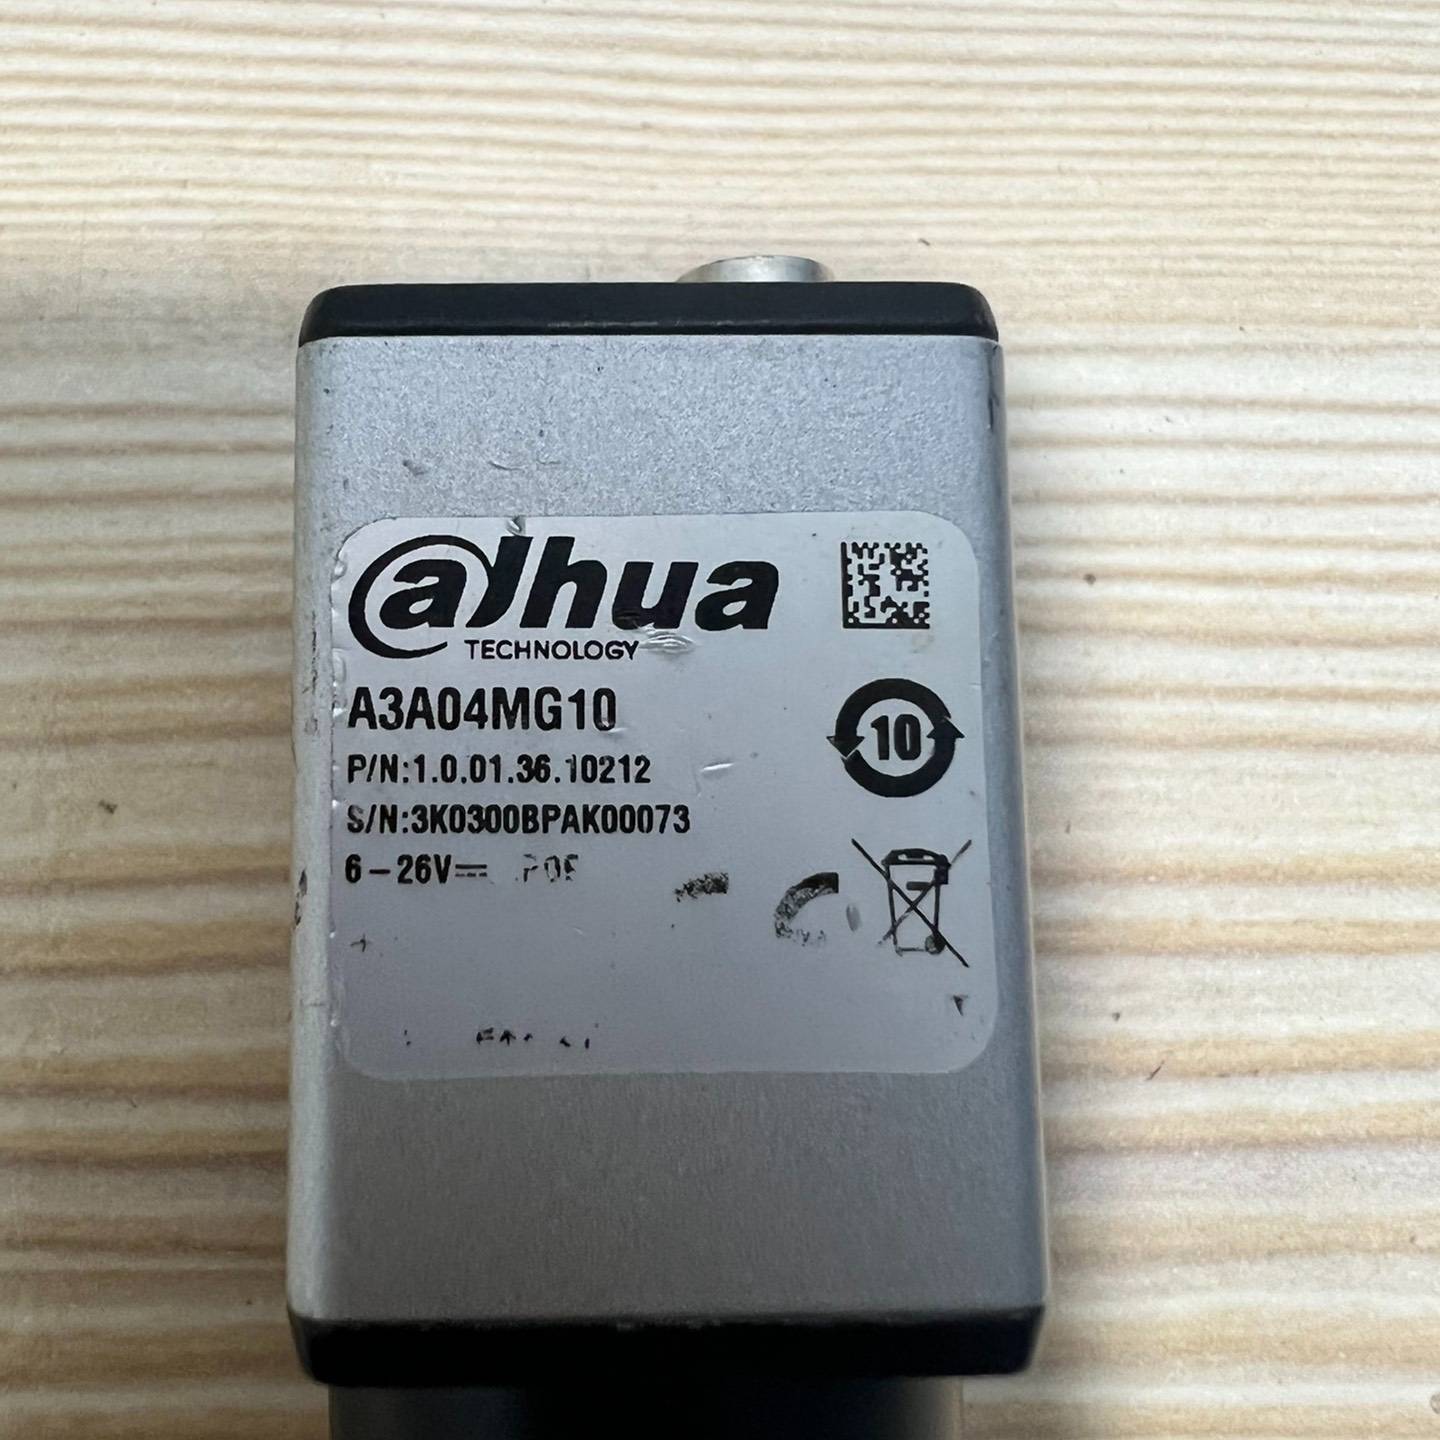 alhua
TECHNOLOGY
A3A04MG10
10
P/N:1.0.01.36.10212
S/N:3K0300BPAK00073
6-26V⎓